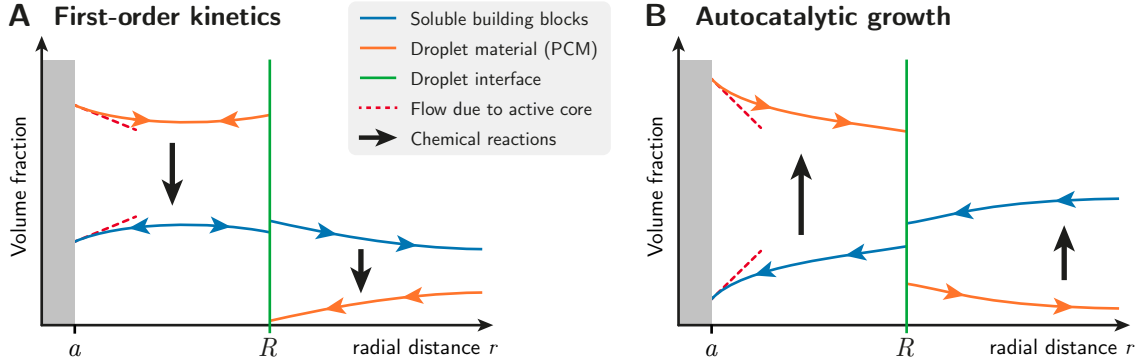 A First-order kinetics
Volume fraction
a
R
radial distance r
Soluble building blocks
Droplet material (PCM)
Droplet interface
Flow due to active core
Chemical reactions
B Autocatalytic growth
Volume fraction
a
R
radial distance r